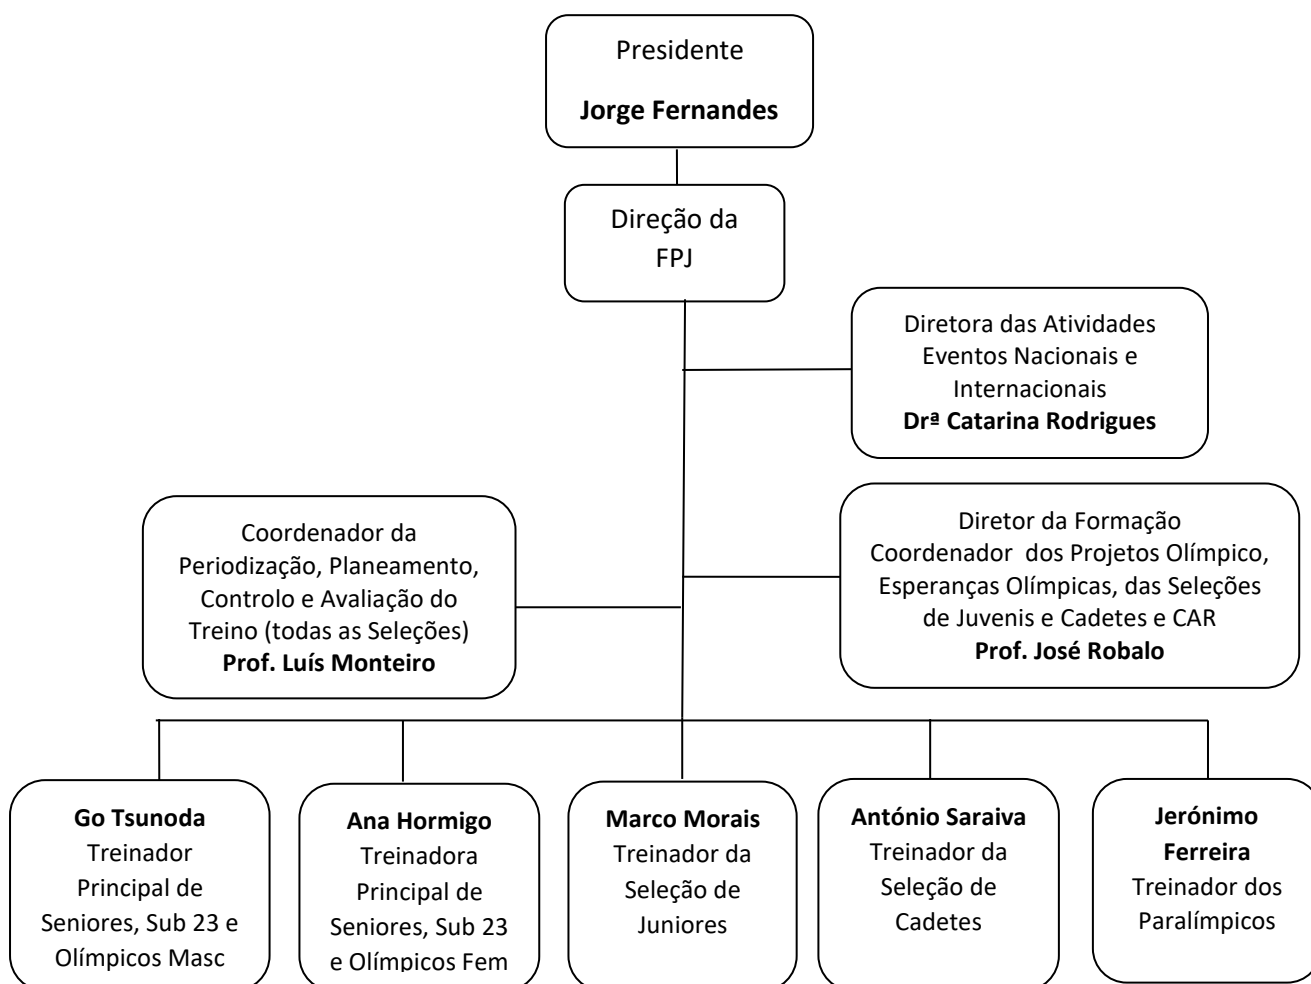 Presidente
Jorge Fernandes
Direção da
FPJ
Diretora das Atividades
Eventos Nacionais e
Internacionais
Drª Catarina Rodrigues
Coordenador da
Periodização, Planeamento,
Controlo e Avaliação do
Treino (todas as Seleções)
Prof. Luís Monteiro
Diretor da Formação
Coordenador dos Projetos Olímpico,
Esperanças Olímpicas, das Seleções
de Juvenis e Cadetes e CAR
Prof. José Robalo
Go Tsunoda
Treinador
Principal de
Seniores, Sub 23 e
Olímpicos Masc
Ana Hormigo
Treinadora
Principal de
Seniores, Sub 23
e Olímpicos Fem
Marco Morais
Treinador da
Seleção de
Juniores
António Saraiva
Treinador da
Seleção de
Cadetes
Jerónimo
Ferreira
Treinador dos
Paralímpicos